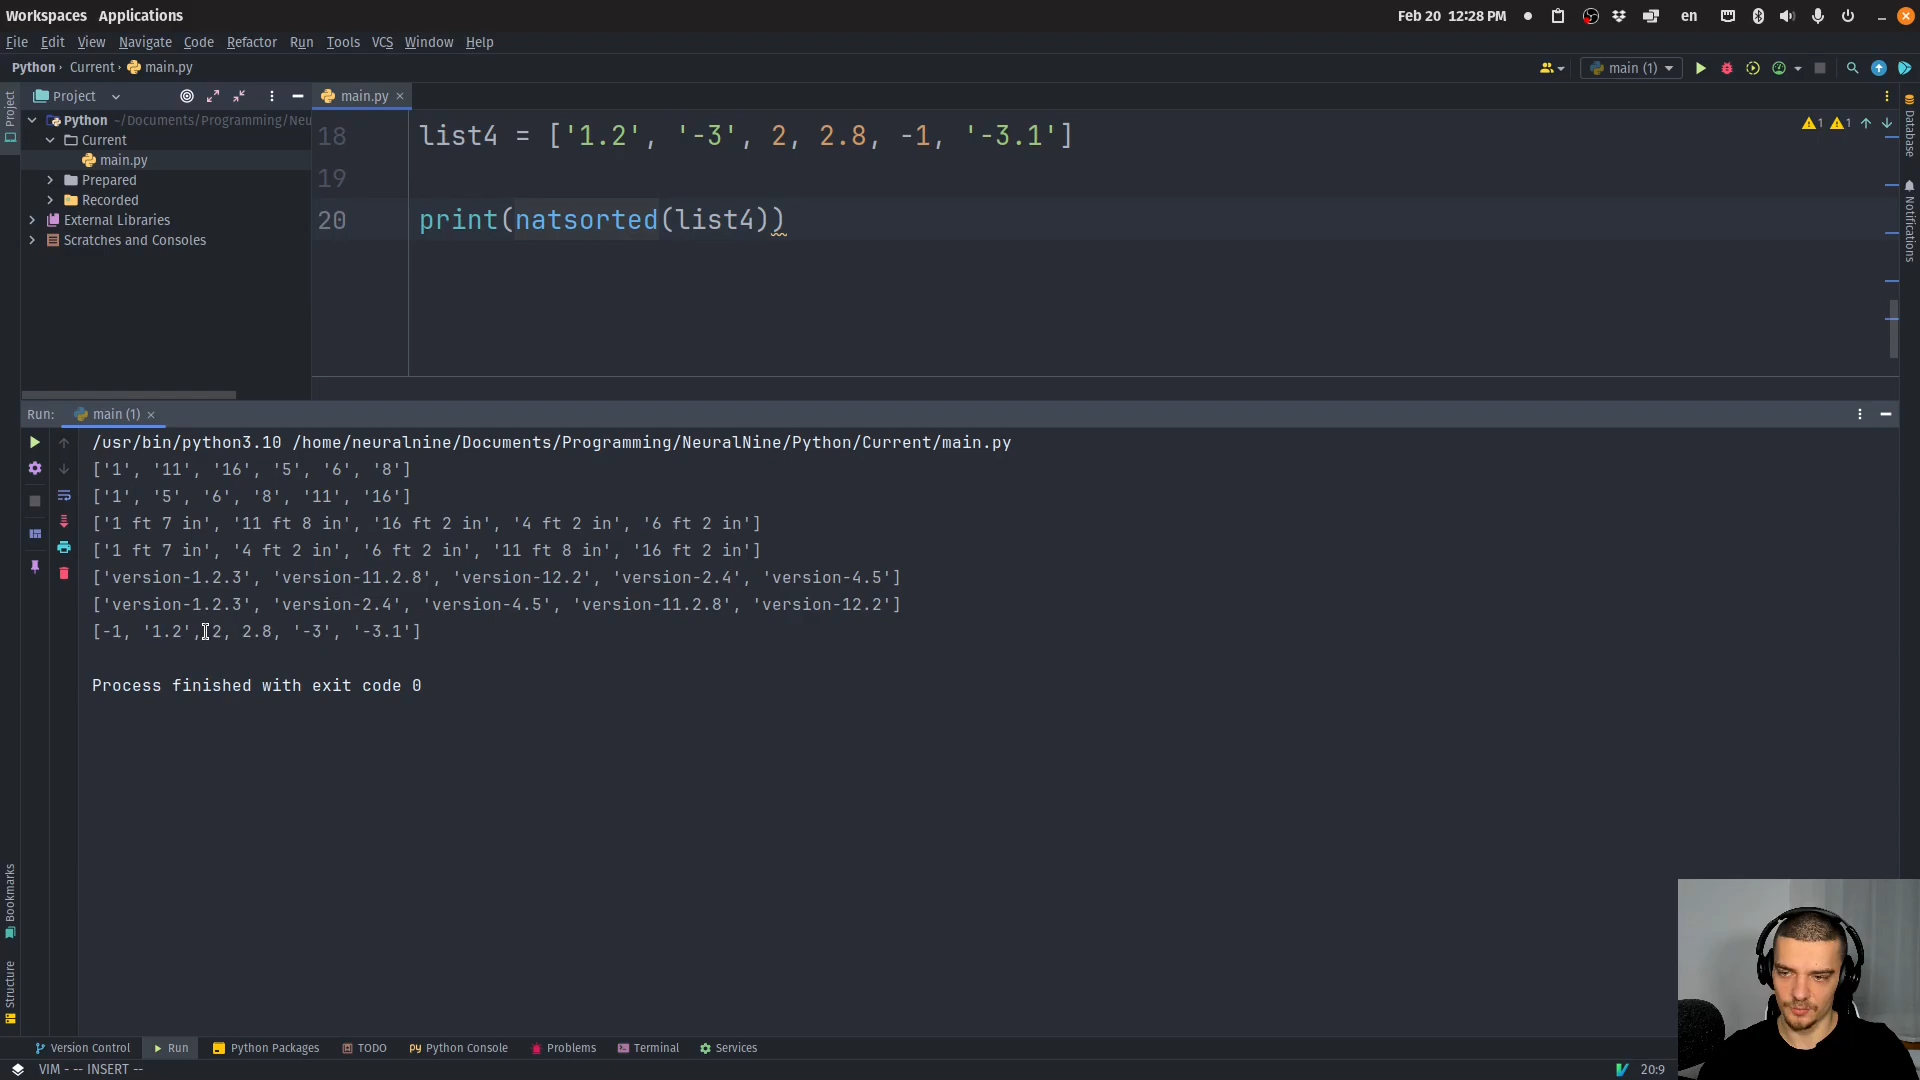 Workspaces Applications
Feb 20 12:28 PM
en
File Edit View Navigate Code Refactor Run Tools VCS Window Help
Python Current main.py
main (1)
Project
main.py
Python ~/Documents/Programming/Neu
Current
main.py
Prepared
Recorded
External Libraries
Scratches and Consoles
18 list4 = ['1.2', '-3', 2, 2.8, -1, '-3.1']
19
20 print(natsorted(list4))
1 1
Project
Database
Notifications
Run: main (1)
/usr/bin/python3.10 /home/neuralnine/Documents/Programming/NeuralNine/Python/Current/main.py
['1', '11', '16', '5', '6', '8']
['1', '5', '6', '8', '11', '16']
['1 ft 7 in', '11 ft 8 in', '16 ft 2 in', '4 ft 2 in', '6 ft 2 in']
['1 ft 7 in', '4 ft 2 in', '6 ft 2 in', '11 ft 8 in', '16 ft 2 in']
['version-1.2.3', 'version-11.2.8', 'version-12.2', 'version-2.4', 'version-4.5']
['version-1.2.3', 'version-2.4', 'version-4.5', 'version-11.2.8', 'version-12.2']
[-1, '1.2', 2, 2.8, '-3', '-3.1']
Process finished with exit code 0
Bookmarks
Structure
Version Control Run Python Packages TODO Python Console Problems Terminal Services
VIM - -- INSERT --
20:9